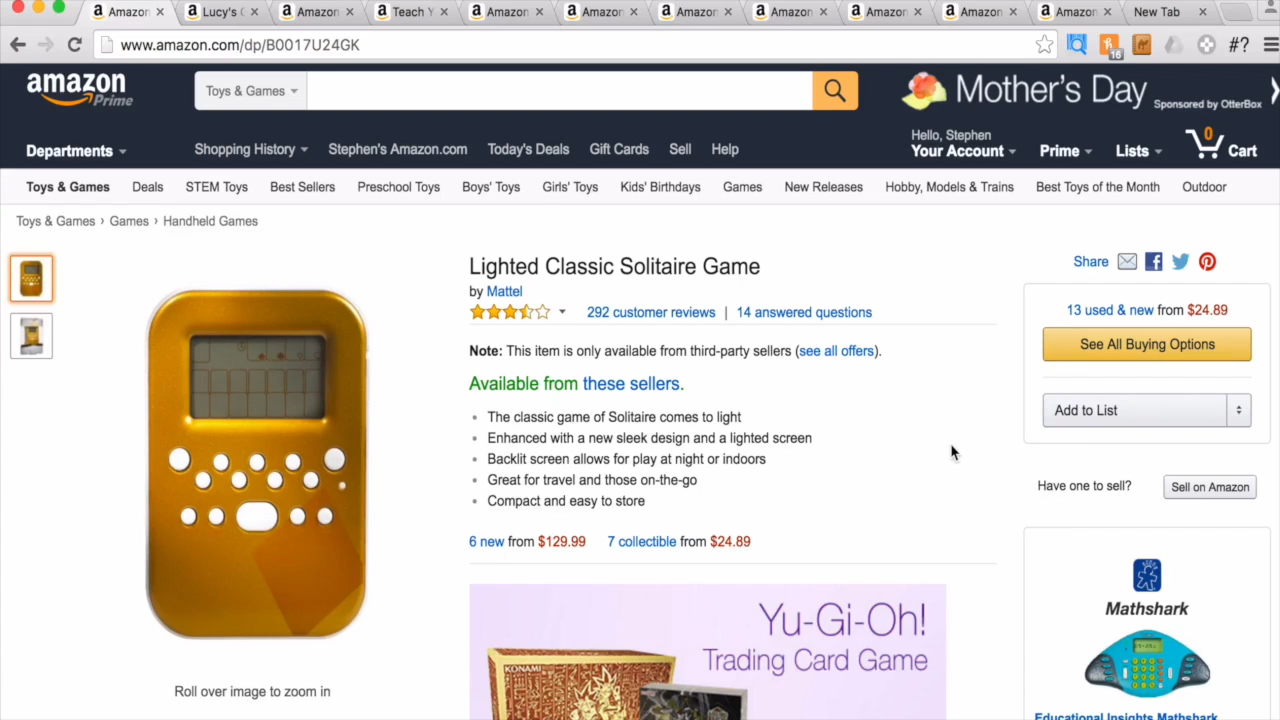 Amazon
Lucy's
Amazon
Teach
Amazon
Amazon
Amazon
Amazon
Amazon
Amazon
Amazon
New Tab
www.amazon.com/dp/B0017U24GK
16
#?
amazon
Prime
Toys & Games
Mother's Day
Sponsored by OtterBox
Departments
Shopping History
Stephen's Amazon.com
Today's Deals
Gift Cards
Sell
Help
Hello, Stephen
Your Account
Prime
Lists
0
Cart
Toys & Games
Deals
STEM Toys
Best Sellers
Preschool Toys
Boys' Toys
Girls' Toys
Kids' Birthdays
Games
New Releases
Hobby, Models & Trains
Best Toys of the Month
Outdoor
Toys & Games › Games › Handheld Games
Lighted Classic Solitaire Game
by Mattel
292 customer reviews | 14 answered questions
Note: This item is only available from third-party sellers (see all offers).
Available from these sellers.
The classic game of Solitaire comes to light
Enhanced with a new sleek design and a lighted screen
Backlit screen allows for play at night or indoors
Great for travel and those on-the-go
Compact and easy to store
6 new from $129.99
7 collectible from $24.89
Roll over image to zoom in
Yu-Gi-Oh!
Trading Card Game
KONAMI
Share
13 used & new from $24.89
See All Buying Options
Add to List
Have one to sell?
Sell on Amazon
Mathshark
Educational Insights Mathshark